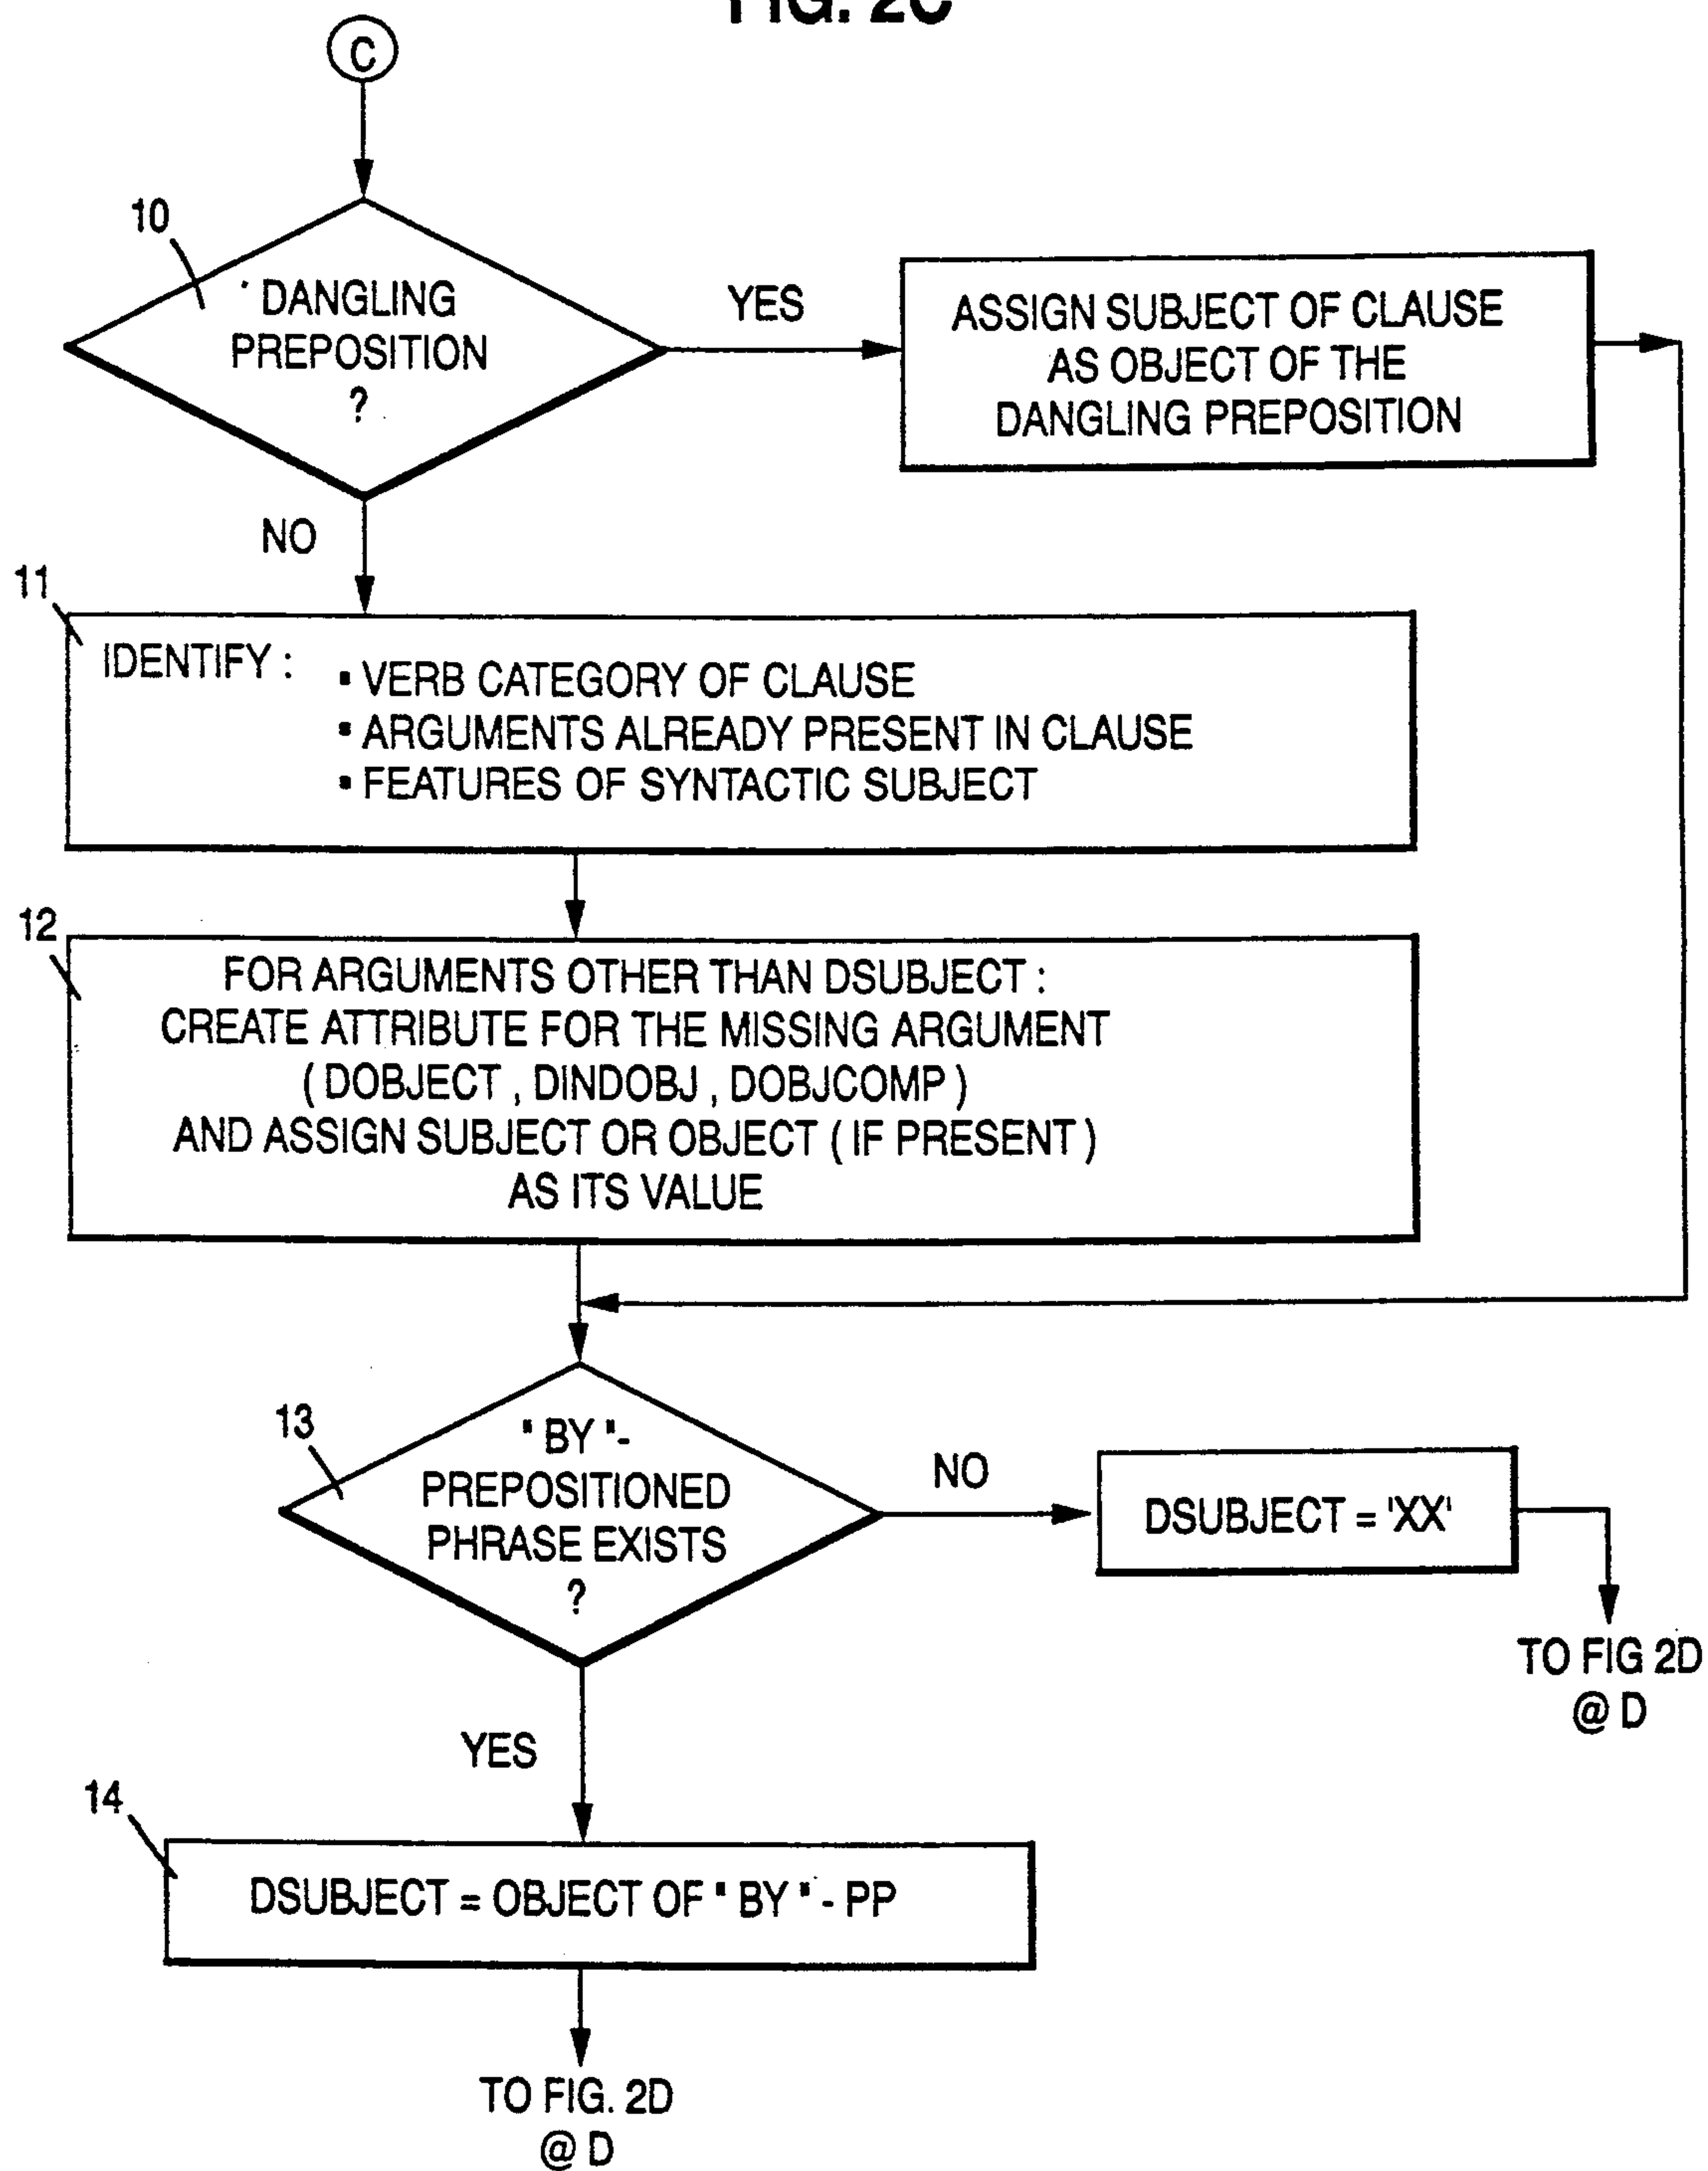 FIG. 2C
C
10
DANGLING
PREPOSITION
?
YES
ASSIGN SUBJECT OF CLAUSE
AS OBJECT OF THE
DANGLING PREPOSITION
NO
11
IDENTIFY :
▪ VERB CATEGORY OF CLAUSE
▪ ARGUMENTS ALREADY PRESENT IN CLAUSE
▪ FEATURES OF SYNTACTIC SUBJECT
12
FOR ARGUMENTS OTHER THAN DSUBJECT :
CREATE ATTRIBUTE FOR THE MISSING ARGUMENT
( DOBJECT , DINDOBJ , DOBJCOMP )
AND ASSIGN SUBJECT OR OBJECT ( IF PRESENT )
AS ITS VALUE
13
" BY "-
PREPOSITIONED
PHRASE EXISTS
?
NO
DSUBJECT = 'XX'
TO FIG 2D
@ D
YES
14
DSUBJECT = OBJECT OF " BY " - PP
TO FIG. 2D
@ D